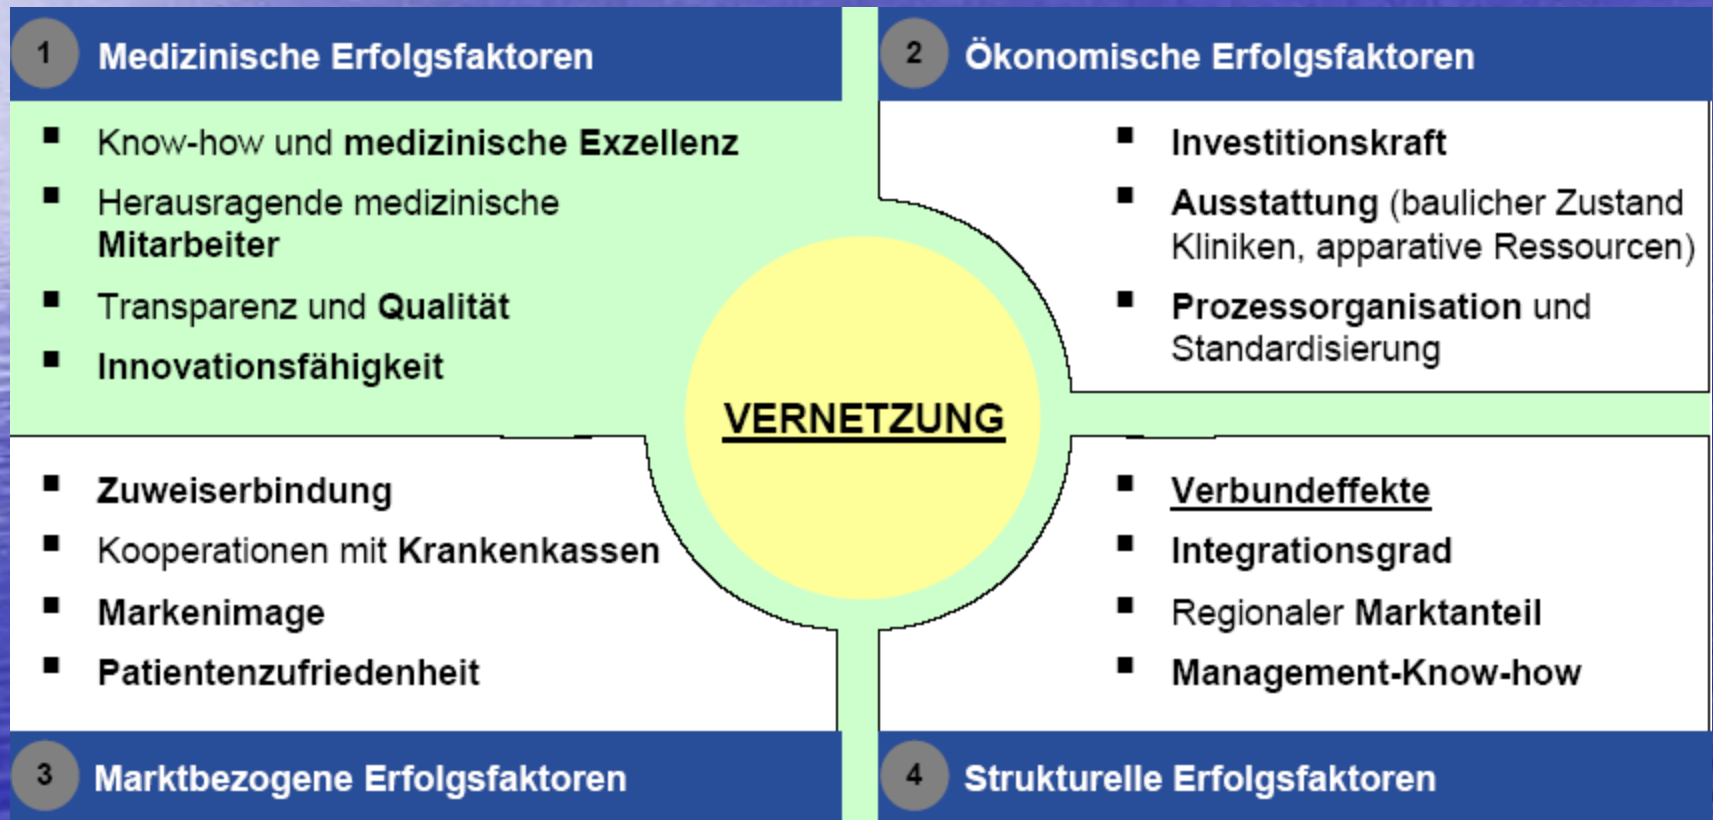 1 Medizinische Erfolgsfaktoren
▪ Know-how und medizinische Exzellenz
▪ Herausragende medizinische
Mitarbeiter
▪ Transparenz und Qualität
▪ Innovationsfähigkeit
2 Ökonomische Erfolgsfaktoren
▪ Investitionskraft
▪ Ausstattung (baulicher Zustand
Kliniken, apparative Ressourcen)
▪ Prozessorganisation und
Standardisierung
VERNETZUNG
▪ Zuweiserbindung
▪ Kooperationen mit Krankenkassen
▪ Markenimage
▪ Patientenzufriedenheit
3 Marktbezogene Erfolgsfaktoren
▪ Verbundeffekte
▪ Integrationsgrad
▪ Regionaler Marktanteil
▪ Management-Know-how
4 Strukturelle Erfolgsfaktoren